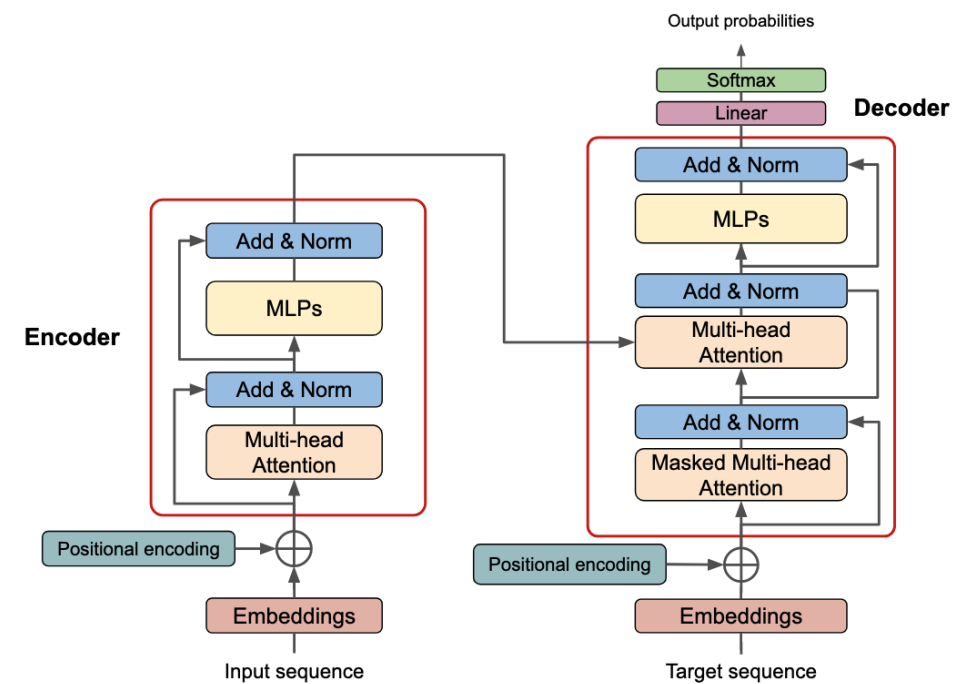 Output probabilities
Softmax
Linear
Decoder
Add & Norm
MLPs
Add & Norm
Multi-head
Attention
Add & Norm
Masked Multi-head
Attention
Positional encoding
Embeddings
Target sequence
Encoder
Add & Norm
MLPs
Add & Norm
Multi-head
Attention
Positional encoding
Embeddings
Input sequence